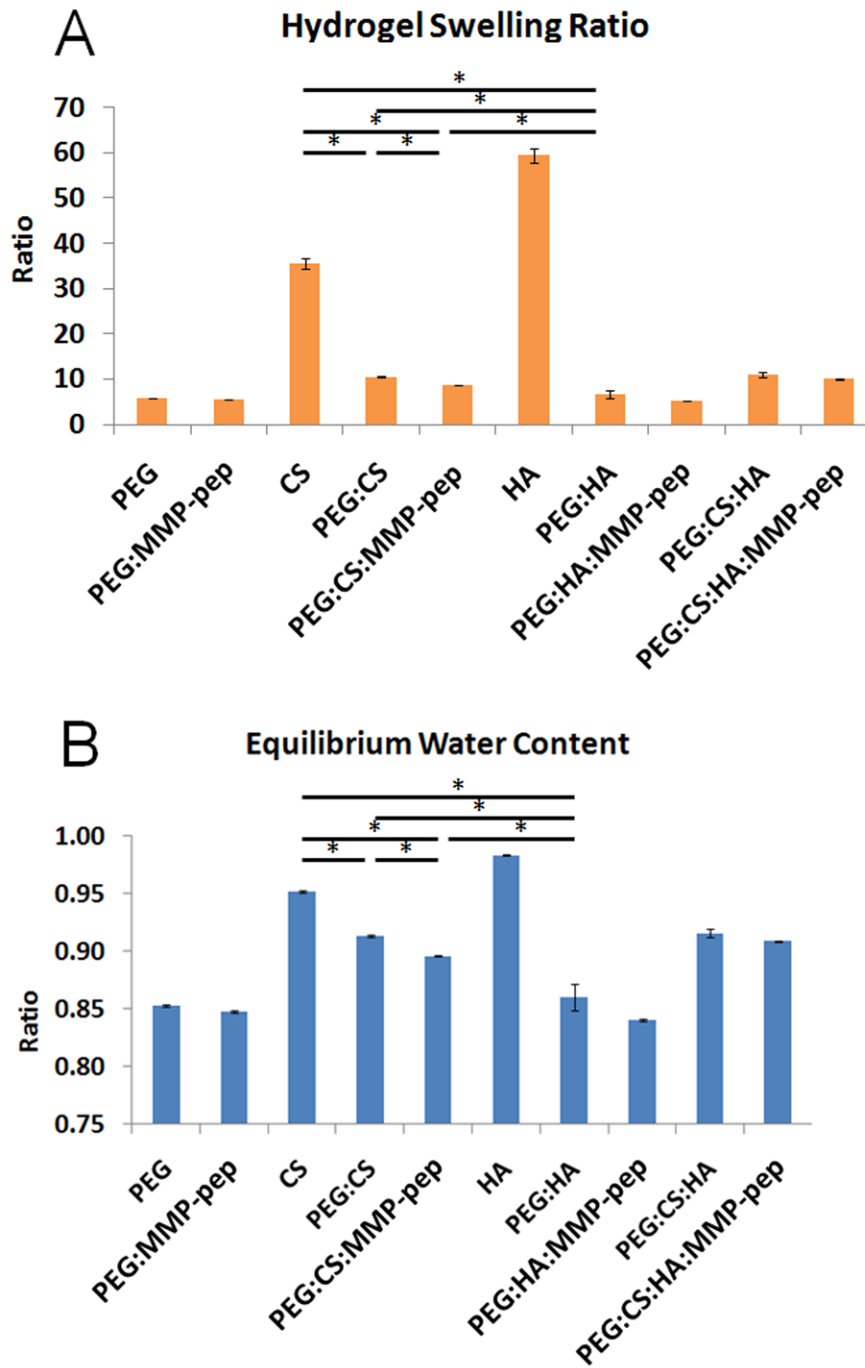 A
Hydrogel Swelling Ratio
*
*
* *
* *
70
60
50
40
30
20
10
0
Ratio
PEG
PEG:MMP-pep
CS
PEG:CS
PEG:CS:MMP-pep
HA
PEG:HA
PEG:HA:MMP-pep
PEG:CS:HA
PEG:CS:HA:MMP-pep
B
Equilibrium Water Content
*
*
* *
* *
1.00
0.95
0.90
0.85
0.80
0.75
Ratio
PEG
PEG:MMP-pep
CS
PEG:CS
PEG:CS:MMP-pep
HA
PEG:HA
PEG:HA:MMP-pep
PEG:CS:HA
PEG:CS:HA:MMP-pep